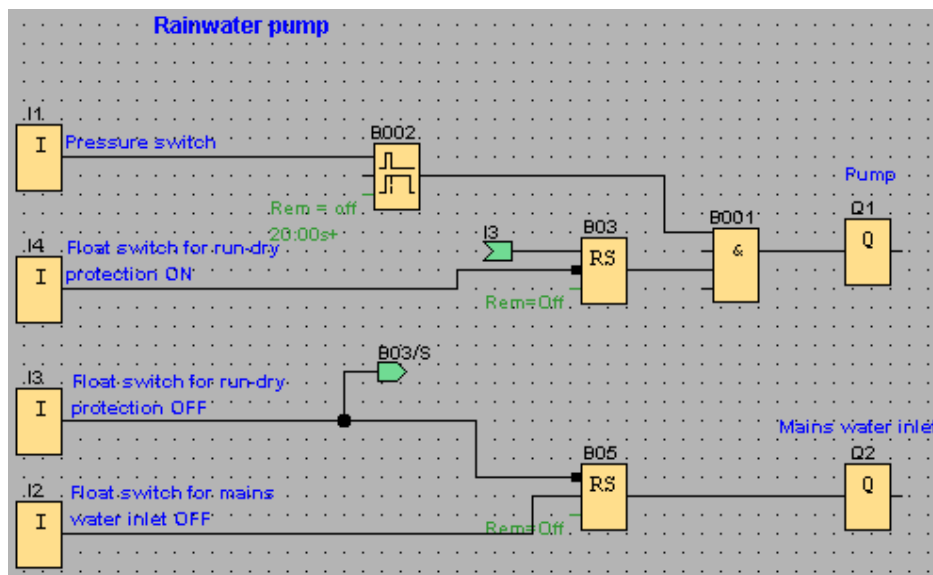 Rainwater pump
I1
I
Pressure switch
B002
Rem = off
20:00s+
Pump
Q1
Q
B001
&
I3
B03
RS
Rem=Off
I4
I
Float switch for run-dry
protection ON
B03/S
I3
I
Float switch for run-dry
protection OFF
Mains water inlet
Q2
Q
B05
RS
Rem=Off
I2
I
Float switch for mains
water inlet OFF